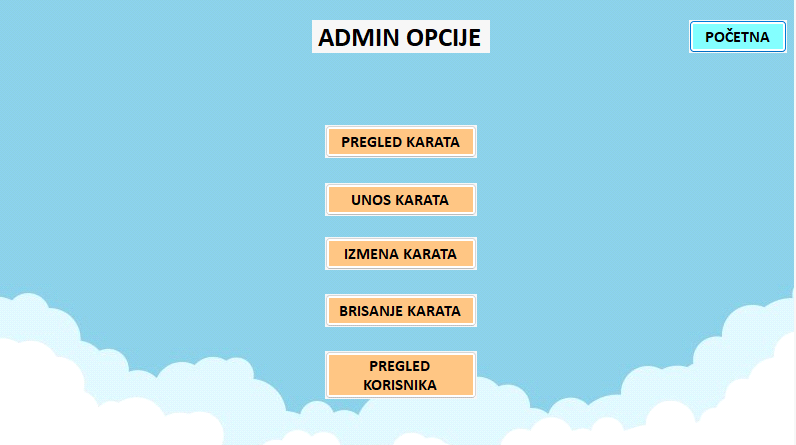 ADMIN OPCIJE
POČETNA
PREGLED KARATA
UNOS KARATA
IZMENA KARATA
BRISANJE KARATA
PREGLED
KORISNIKA